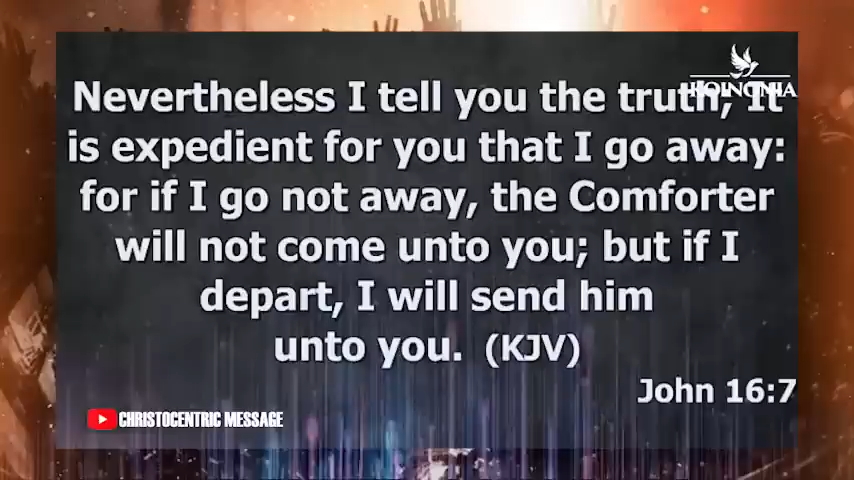 KOINONIA
Nevertheless I tell you the truth; It
is expedient for you that I go away:
for if I go not away, the Comforter
will not come unto you; but if I
depart, I will send him
unto you. (KJV)
John 16:7
CHRISTOCENTRIC MESSAGE